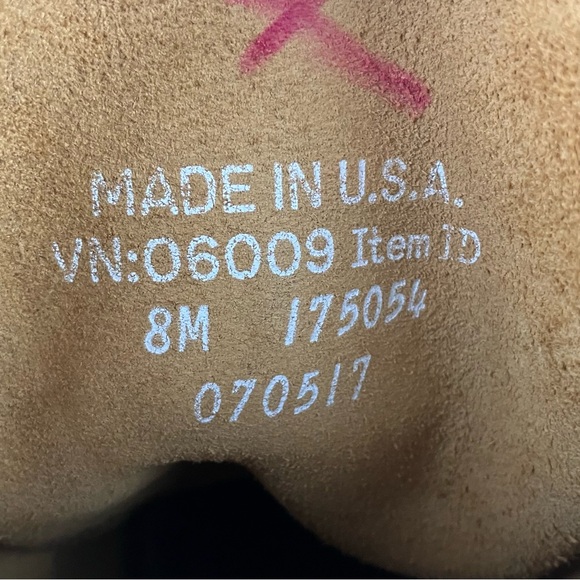 MADE IN U.S.A.
VN:06009 Item ID
8M 175054
070517